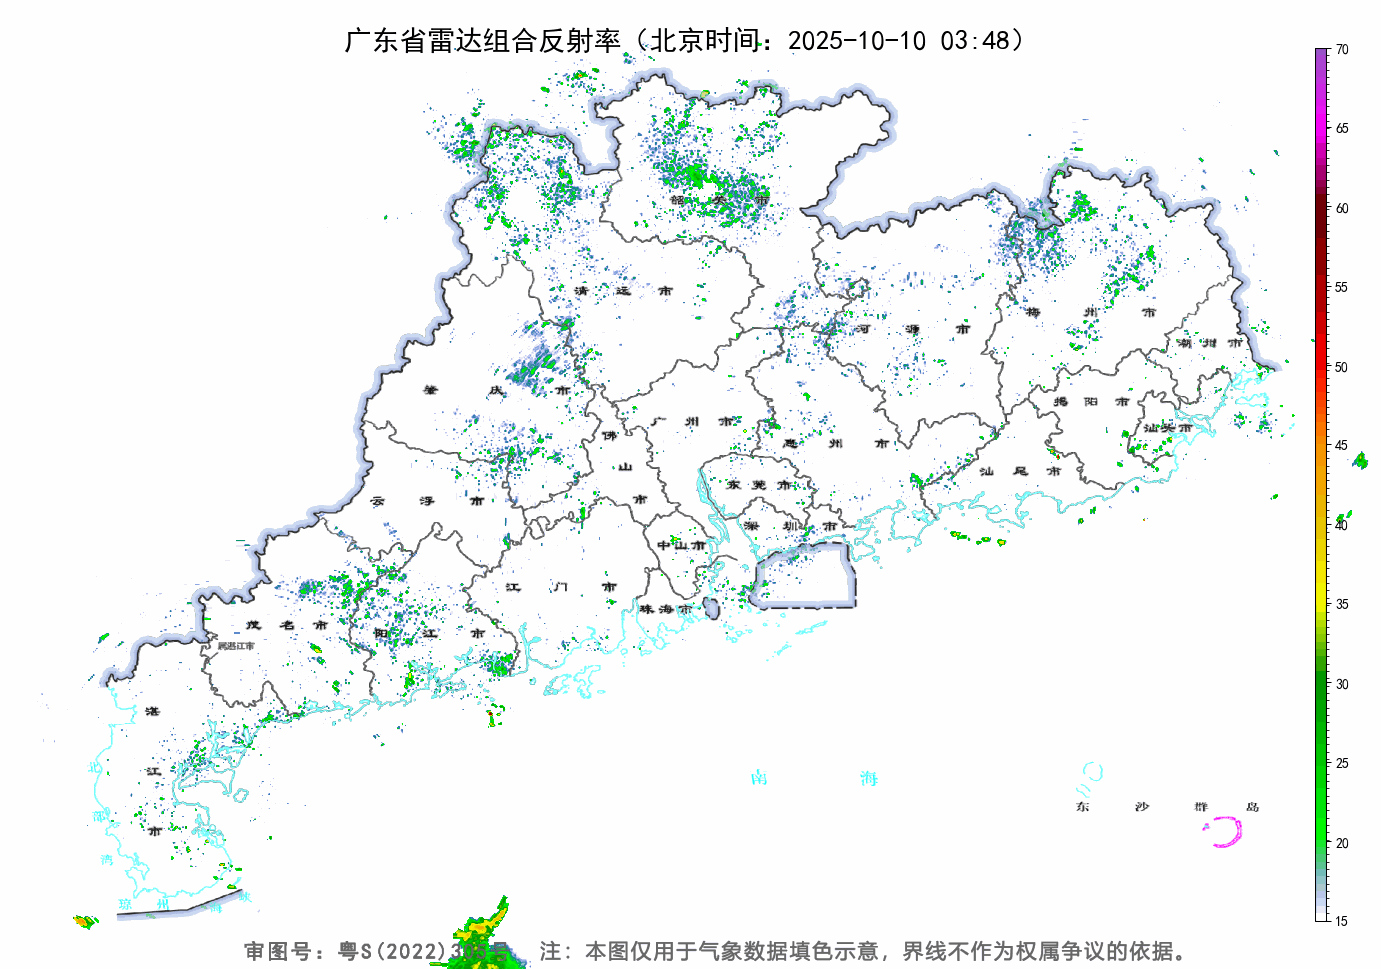 广东省雷达组合反射率（北京时间：2025-10-10 03:48）
70
65
60
55
50
45
40
35
30
25
20
15
韶关市
清远市
河源市
梅州市
潮州市
肇庆市
广州市
佛山市
惠州市
揭阳市
汕头市
汕尾市
东莞市
云浮市
深圳市
中山市
江门市
珠海市
茂名市
阳江市
属湛江市
湛江市
北部湾
南海
东沙群岛
琼州海峡
审图号：粤S(2022)30 号 注：本图仅用于气象数据填色示意，界线不作为权属争议的依据。